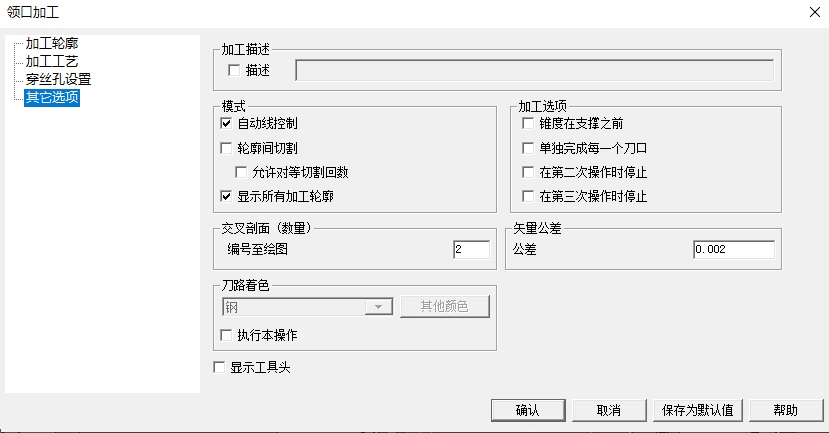 领口加工
加工轮廓
加工工艺
穿丝孔设置
其它选项
加工描述
描述
模式
自动线控制
轮廓间切割
允许对等切割回数
显示所有加工轮廓
加工选项
锥度在支撑之前
单独完成每一个刀口
在第二次操作时停止
在第三次操作时停止
交叉剖面（数量）
编号至绘图 2
矢量公差
公差 0.002
刀路着色
钢 其他颜色
执行本操作
显示工具头
确认 取消 保存为默认值 帮助